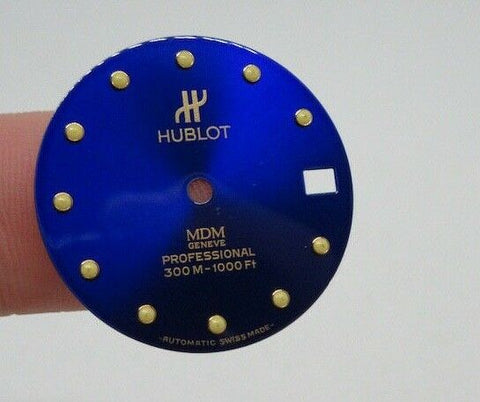 HUBLOT
MDM
GENEVE
PROFESSIONAL
300 M - 1000 Ft
- AUTOMATIC SWISS MADE -